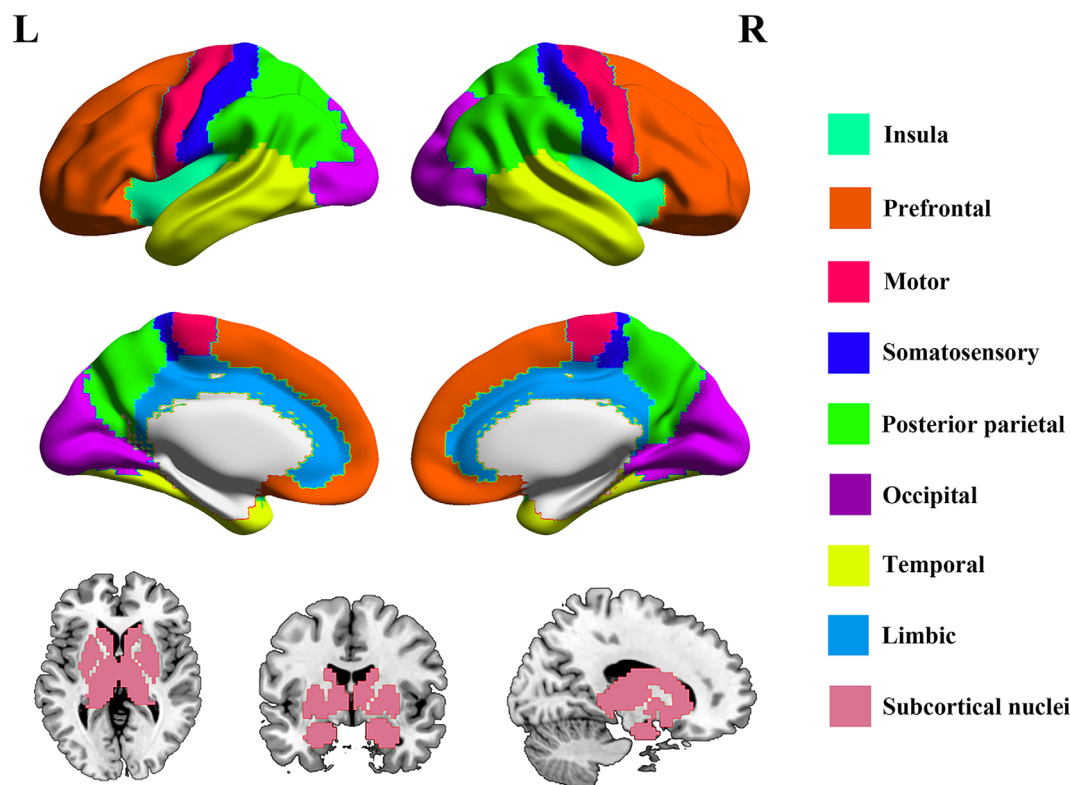 L
R
Insula
Prefrontal
Motor
Somatosensory
Posterior parietal
Occipital
Temporal
Limbic
Subcortical nuclei